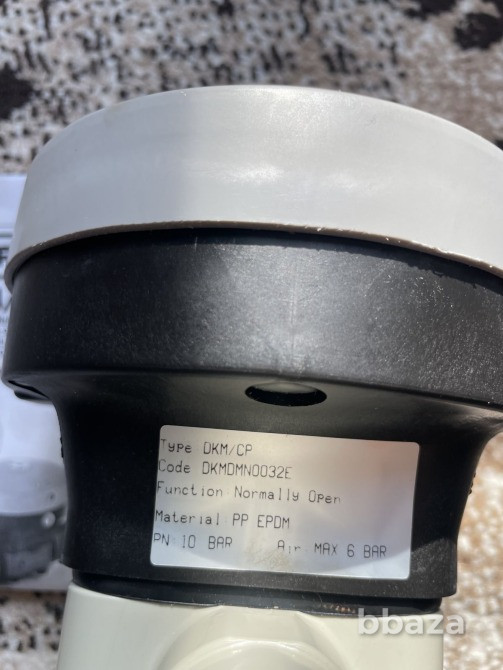 Type DKM/CP
Code DKMDMN0032E
Function Normally Open
Material PP EPDM
PN 10 BAR Air MAX 6 BAR
bbaza